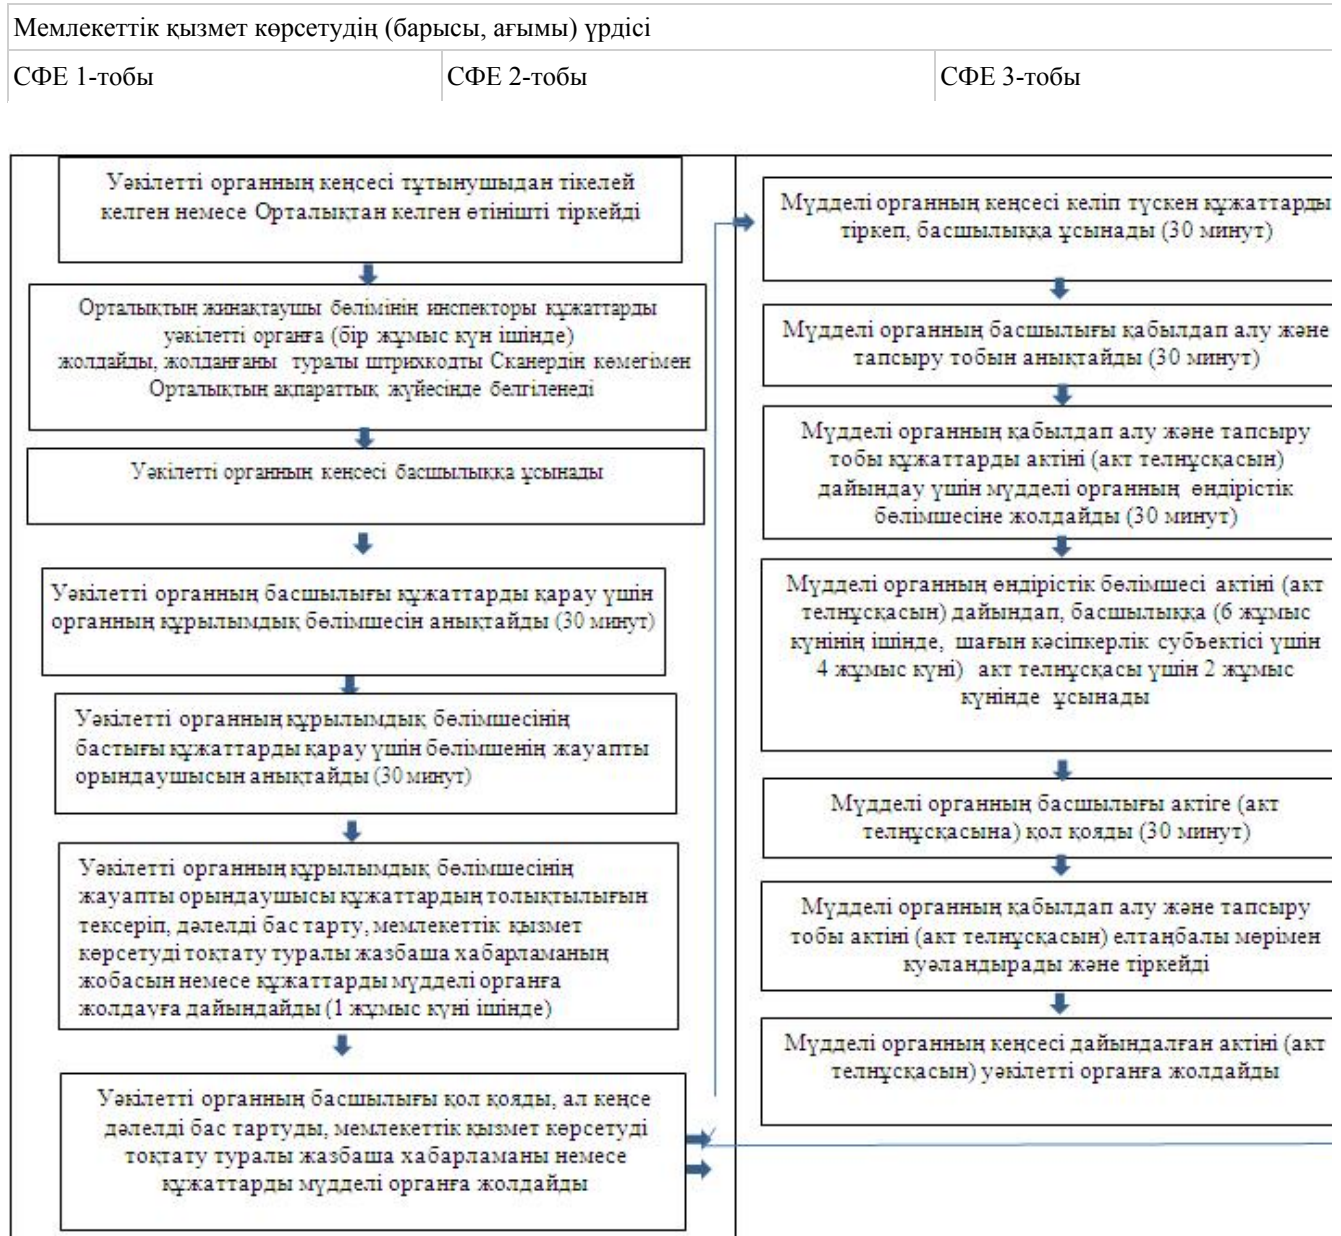 Мемлекеттік қызмет көрсетудің (барысы, ағымы) үрдісі
СФЕ 1-тобы
СФЕ 2-тобы
СФЕ 3-тобы
Уәкілетті органның кеңсесі тұтынушыдан тікелей
келген немесе Орталықтан келген өтінішті тіркейді
Орталықтың жинақтаушы бөлімінің инспекторы құжаттарды
уәкілетті органға (бір жұмыс күн ішінде)
жолдайды, жолданғаны туралы штрихкодты Сканердің көмегімен
Орталықтың ақпараттық жүйесінде белгіленеді
Уәкілетті органның кеңсесі басшылыққа ұсынады
Уәкілетті органның басшылығы құжаттарды қарау үшін
органның құрылымдық бөлімшесін анықтайды (30 минут)
Уәкілетті органның құрылымдық бөлімшесінің
бастығы құжаттарды қарау үшін бөлімшенің жауапты
орындаушысын анықтайды (30 минут)
Уәкілетті органның құрылымдық бөлімшесінің
жауапты орындаушысы құжаттардың толықтылығын
тексеріп, дәлелді бас тарту, мемлекеттік қызмет
көрсетуді тоқтату туралы жазбаша хабарламаның
жобасын немесе құжаттарды мүдделі органға
жолдауға дайындайды (1 жұмыс күні ішінде)
Уәкілетті органның басшылығы қол қояды, ал кеңсе
дәлелді бас тартуды, мемлекеттік қызмет көрсетуді
тоқтату туралы жазбаша хабарламаны немесе
құжаттарды мүдделі органға жолдайды
Мүдделі органның кеңсесі келіп түскен құжаттарды
тіркеп, басшылыққа ұсынады (30 минут)
Мүдделі органның басшылығы қабылдап алу және
тапсыру тобын анықтайды (30 минут)
Мүдделі органның қабылдап алу және тапсыру
тобы құжаттарды актіні (акт телнұсқасын)
дайындау үшін мүдделі органның өндірістік
бөлімшесіне жолдайды (30 минут)
Мүдделі органның өндірістік бөлімшесі актіні (акт
телнұсқасын) дайындап, басшылыққа (6 жұмыс
күнінің ішінде, шағын кәсіпкерлік субъектісі үшін
4 жұмыс күні) акт телнұсқасы үшін 2 жұмыс
күнінде ұсынады
Мүдделі органның басшылығы актіге (акт
телнұсқасына) қол қояды (30 минут)
Мүдделі органның қабылдап алу және тапсыру
тобы актіні (акт телнұсқасын) елтаңбалы мөрімен
куәландырады және тіркейді
Мүдделі органның кеңсесі дайындалған актіні (акт
телнұсқасын) уәкілетті органға жолдайды